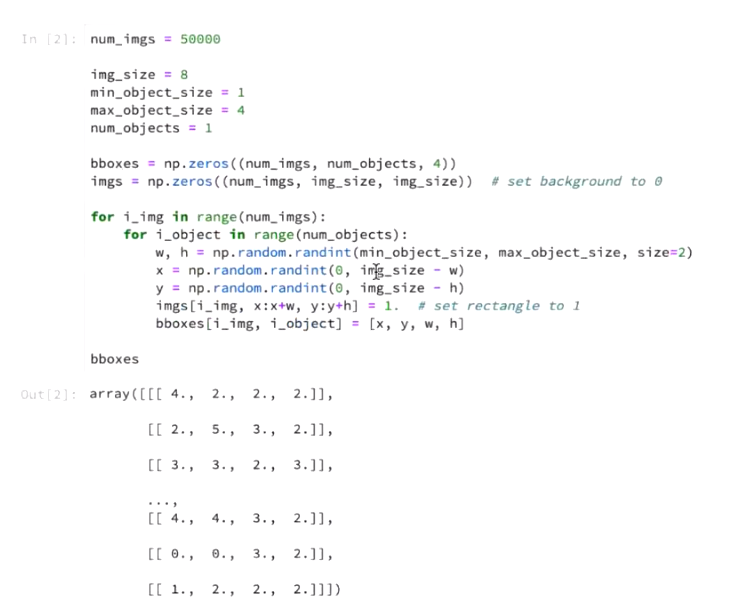 In [2]: num_imgs = 50000
img_size = 8
min_object_size = 1
max_object_size = 4
num_objects = 1
bboxes = np.zeros((num_imgs, num_objects, 4))
imgs = np.zeros((num_imgs, img_size, img_size))  # set background to 0
for i_img in range(num_imgs):
    for i_object in range(num_objects):
        w, h = np.random.randint(min_object_size, max_object_size, size=2)
        x = np.random.randint(0, img_size - w)
        y = np.random.randint(0, img_size - h)
        imgs[i_img, x:x+w, y:y+h] = 1.  # set rectangle to 1
        bboxes[i_img, i_object] = [x, y, w, h]
bboxes
Out[2]: array([[[ 4.,  2.,  2.,  2.]],
[[ 2.,  5.,  3.,  2.]],
[[ 3.,  3.,  2.,  3.]],
...,
[[ 4.,  4.,  3.,  2.]],
[[ 0.,  0.,  3.,  2.]],
[[ 1.,  2.,  2.,  2.]]])